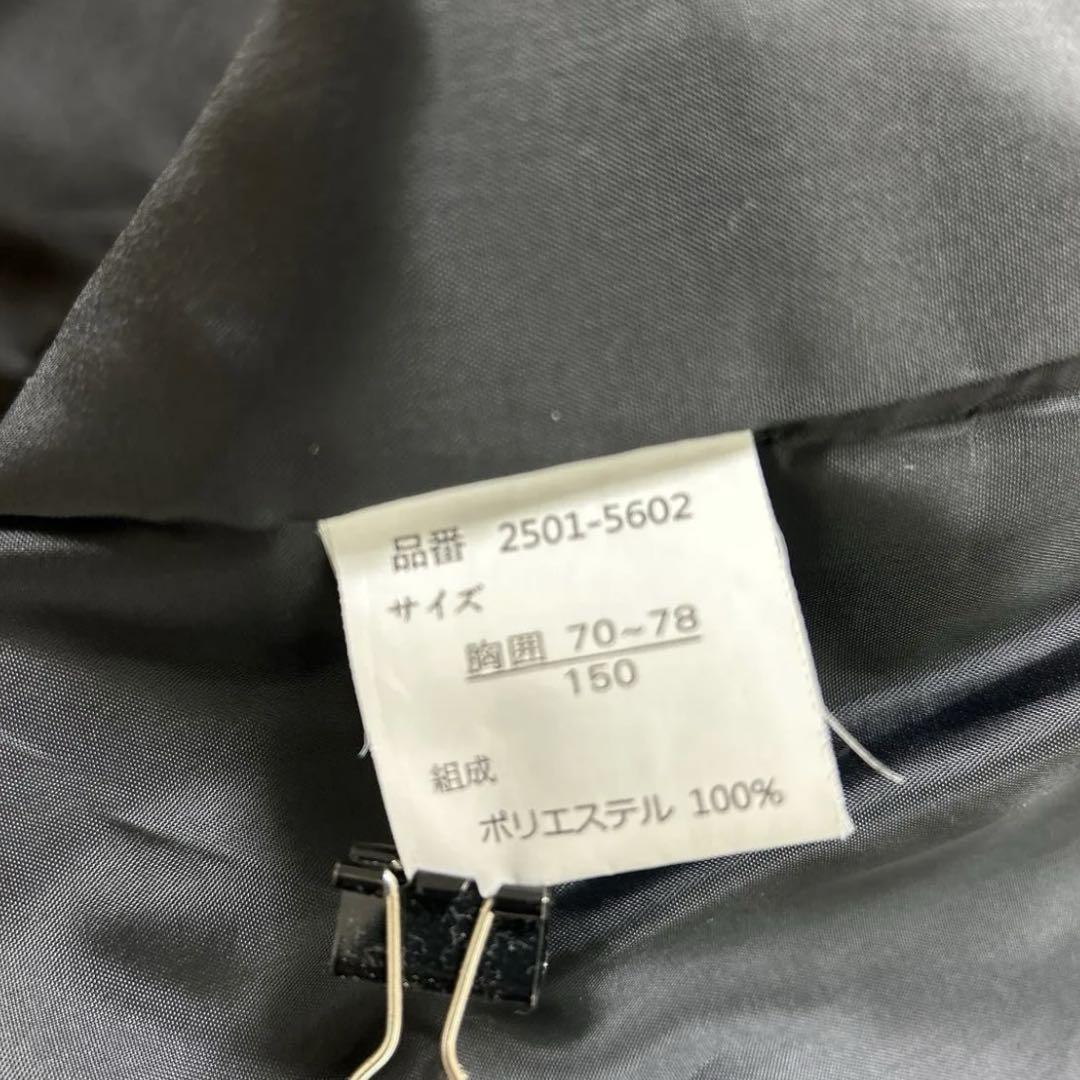 品番 2501-5602
サイズ
胸囲 70~78
150
組成
ポリエステル 100%